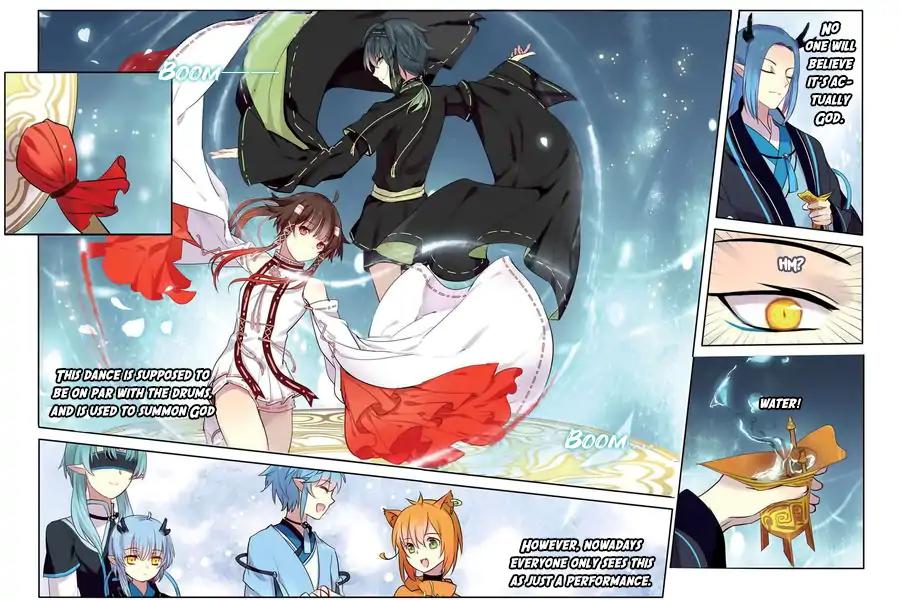 BOOM
THIS DANCE IS SUPPOSED TO
BE ON PAR WITH THE DRUMS,
AND IS USED TO SUMMON GOD
BOOM
NO
ONE WILL
BELIEVE
IT'S AC-
TUALLY
GOD.
HM?
WATER!
HOWEVER, NOWADAYS
EVERYONE ONLY SEES THIS
AS JUST A PERFORMANCE.